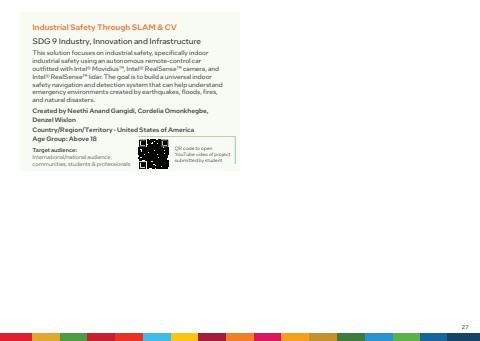 Industrial Safety Through SLAM & CV
SDG 9 Industry, Innovation and Infrastructure
This solution focuses on industrial safety, specifically indoor
industrial safety using an autonomous remote-control car
outfitted with Intel® Movidius™, Intel® RealSense™ camera, and
Intel® RealSense™ lidar. The goal is to build a universal indoor
safety navigation and detection system that can help understand
emergency environments created by earthquakes, floods, fires,
and natural disasters.
Created by Neethi Anand Gangidi, Cordelia Omonkhegbe,
Denzel Wislon
Country/Region/Territory - United States of America
Age Group: Above 18
Target audience:
International/national audience,
communities, students & professionals
QR code to open
YouTube video of project
submitted by student
27